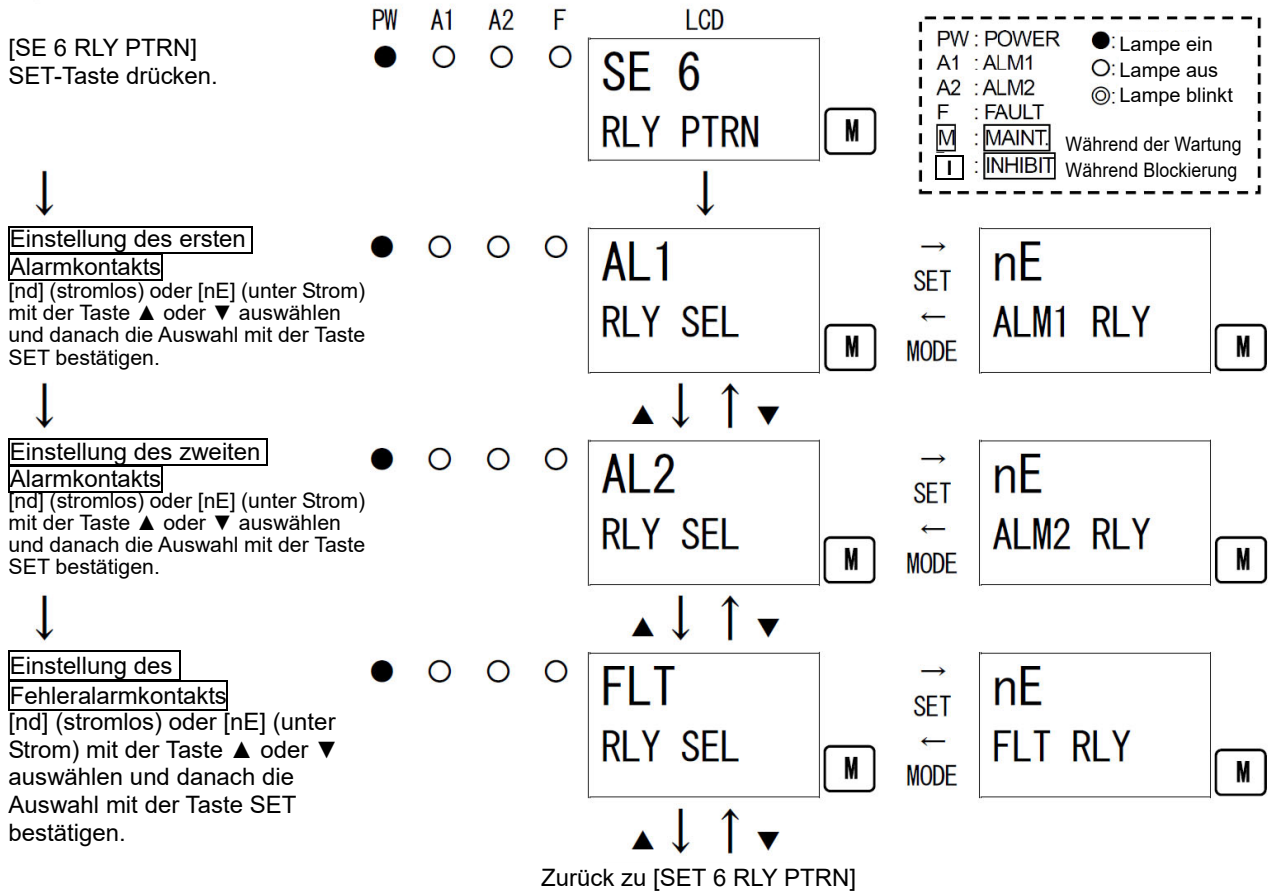 PW A1 A2 F LCD
[SE 6 RLY PTRN]
SET-Taste drücken.
● ○ ○ ○
SE 6
RLY PTRN
M
PW : POWER ●: Lampe ein
A1 : ALM1 ○: Lampe aus
A2 : ALM2 ◎: Lampe blinkt
F : FAULT
M : MAINT. Während der Wartung
I : INHIBIT Während Blockierung
↓ ↓
Einstellung des ersten
Alarmkontakts
[nd] (stromlos) oder [nE] (unter Strom)
mit der Taste ▲ oder ▼ auswählen
und danach die Auswahl mit der Taste
SET bestätigen.
● ○ ○ ○
AL1
RLY SEL
M
→
SET
←
MODE
nE
ALM1 RLY
M
↓ ▲ ↓ ↑ ▼
Einstellung des zweiten
Alarmkontakts
[nd] (stromlos) oder [nE] (unter Strom)
mit der Taste ▲ oder ▼ auswählen
und danach die Auswahl mit der Taste
SET bestätigen.
● ○ ○ ○
AL2
RLY SEL
M
→
SET
←
MODE
nE
ALM2 RLY
M
↓ ▲ ↓ ↑ ▼
Einstellung des
Fehleralarmkontakts
[nd] (stromlos) oder [nE] (unter
Strom) mit der Taste ▲ oder ▼
auswählen und danach die
Auswahl mit der Taste SET
bestätigen.
● ○ ○ ○
FLT
RLY SEL
M
→
SET
←
MODE
nE
FLT RLY
M
▲ ↓ ↑ ▼
Zurück zu [SET 6 RLY PTRN]